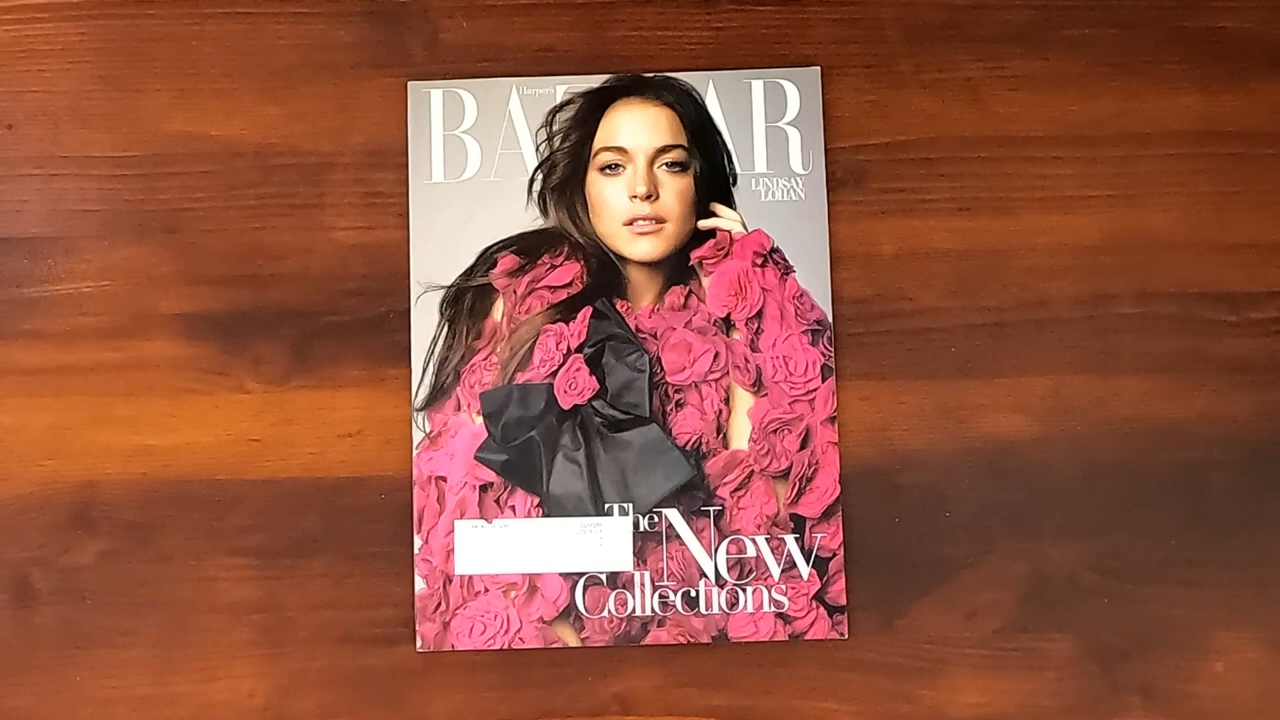 Harper's
BAZAAR
LINDSAY
LOHAN
The New
Collections